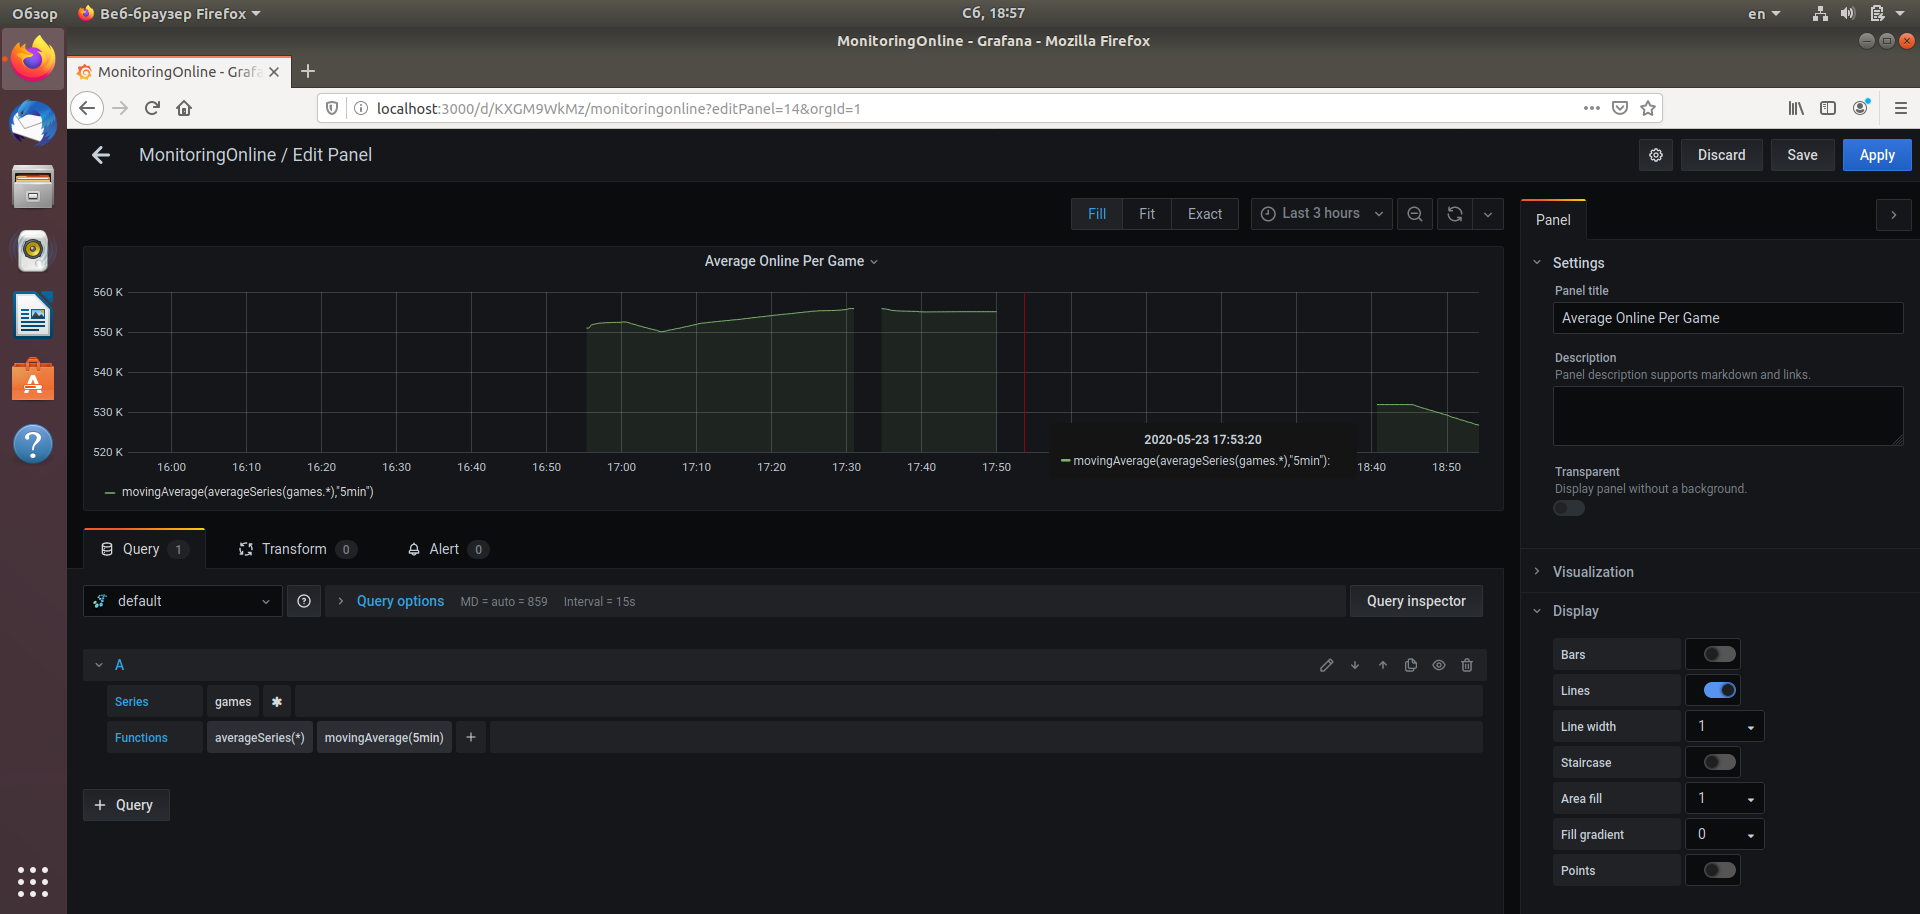 Обзор
Веб-браузер Firefox
Сб, 18:57
en
MonitoringOnline - Grafana - Mozilla Firefox
MonitoringOnline - Grafa
localhost:3000/d/KXGM9WkMz/monitoringonline?editPanel=14&orgId=1
MonitoringOnline / Edit Panel
Discard
Save
Apply
Fill
Fit
Exact
Last 3 hours
Panel
Average Online Per Game
560 K
550 K
540 K
530 K
520 K
16:00
16:10
16:20
16:30
16:40
16:50
17:00
17:10
17:20
17:30
17:40
17:50
18:40
18:50
2020-05-23 17:53:20
movingAverage(averageSeries(games.*),"5min"):
movingAverage(averageSeries(games.*),"5min")
Settings
Panel title
Average Online Per Game
Description
Panel description supports markdown and links.
Transparent
Display panel without a background.
Query 1
Transform 0
Alert 0
default
Query options
MD = auto = 859
Interval = 15s
Query inspector
A
Series
games
*
Functions
averageSeries(*)
movingAverage(5min)
+
+ Query
Visualization
Display
Bars
Lines
Line width
1
Staircase
Area fill
1
Fill gradient
0
Points